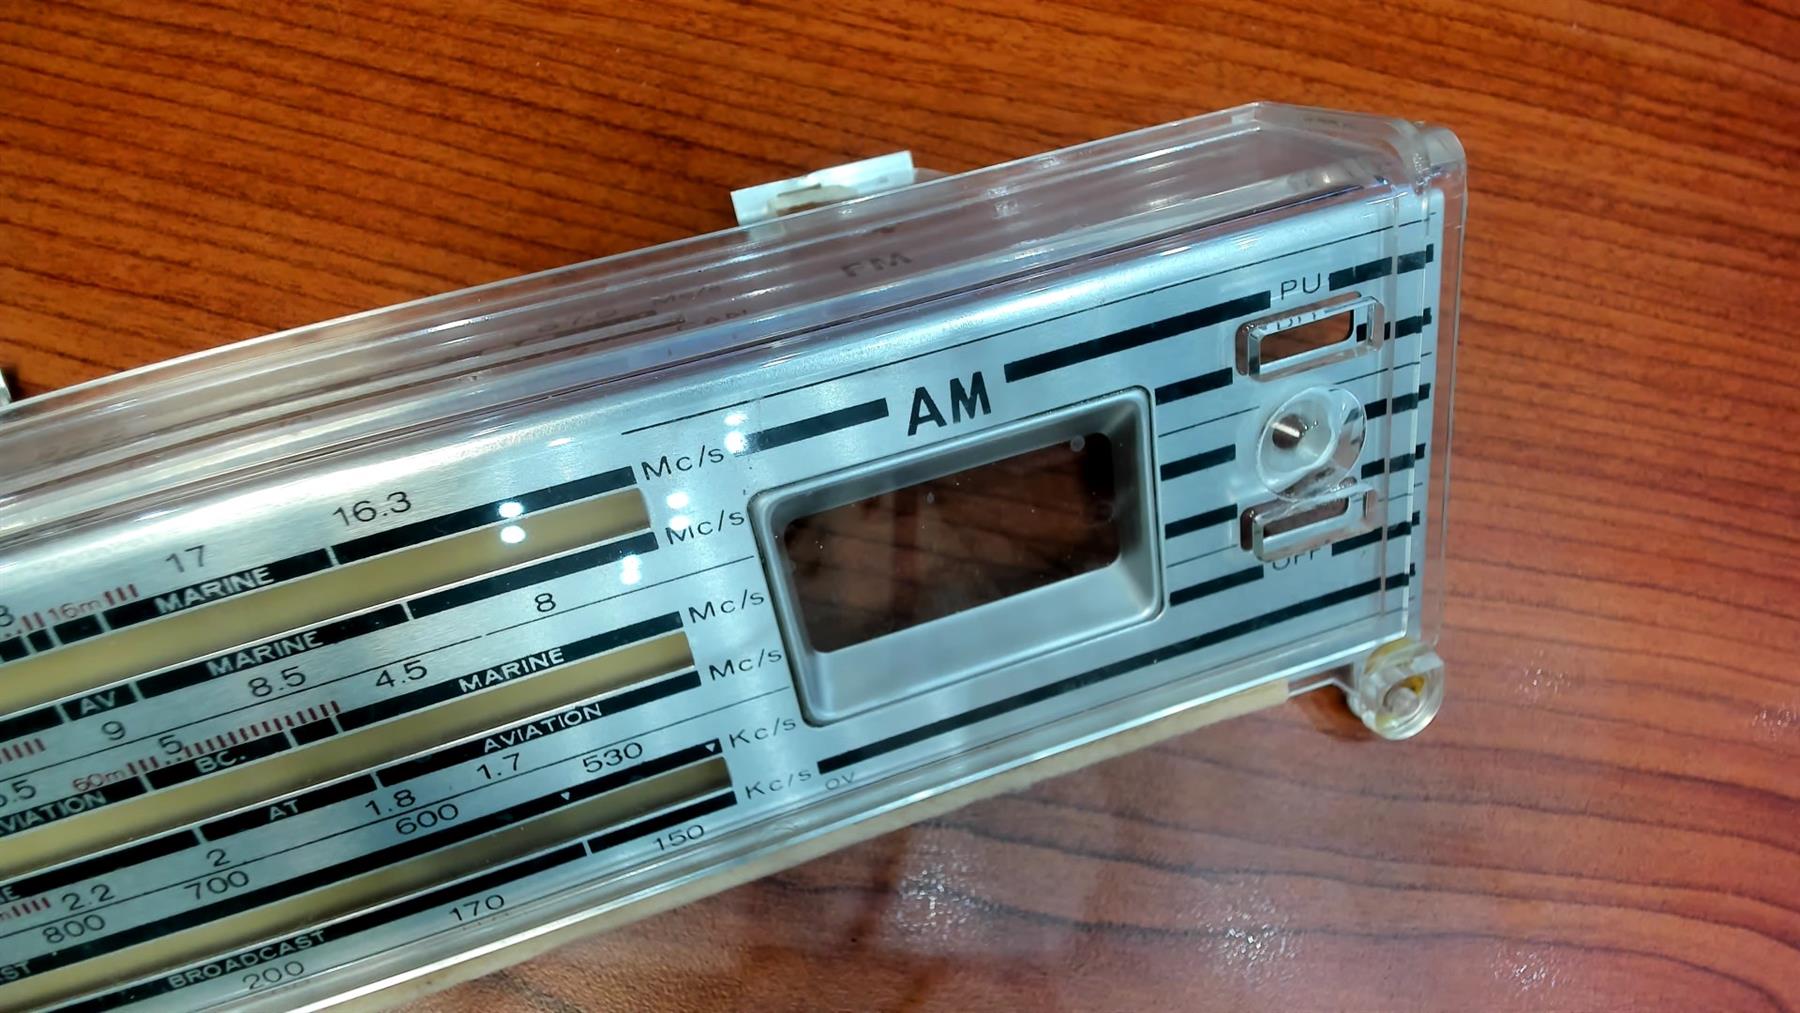 FM
PU
AM
Mc/s
16.3
17
16m
MARINE
Mc/s
MARINE
AV
8
8.5
9
Mc/s
4.5
5
MARINE
BC.
60m
Mc/s
AVIATION
AT
1.7
1.8
2
2.2
Kc/s
530
600
700
800
Kc/s
BROADCAST
150
170
200
OFF